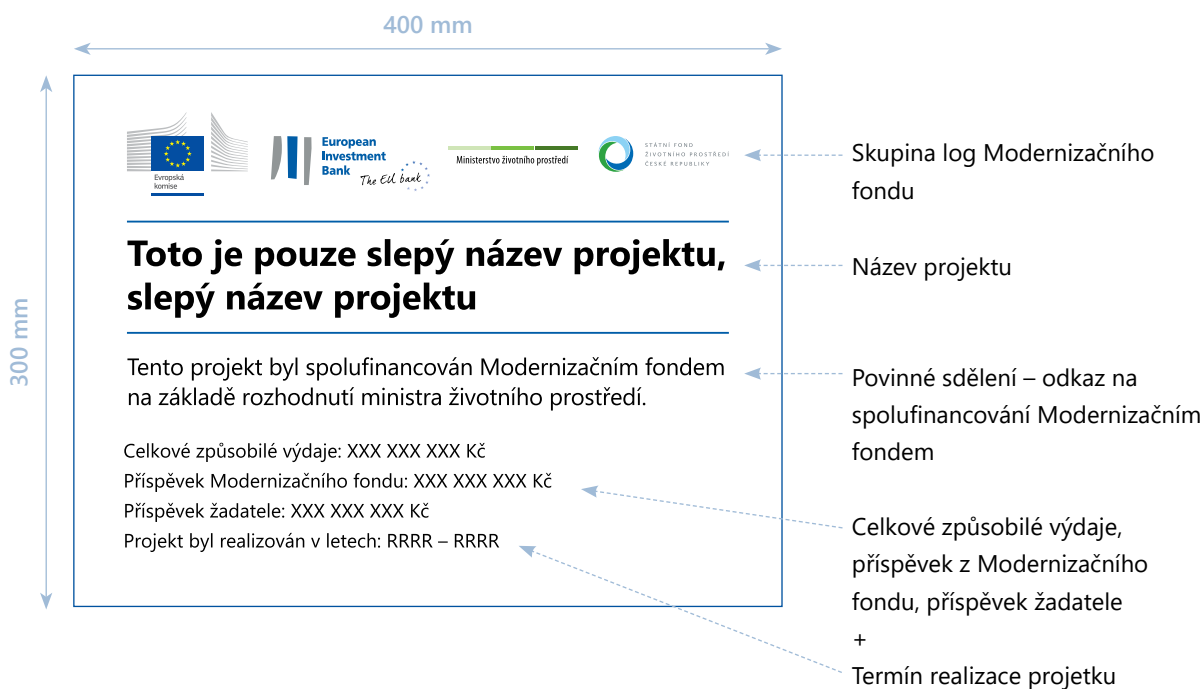 400 mm
300 mm
Evropská
komise
European
Investment
Bank
The EU bank
Ministerstvo životního prostředí
STÁTNÍ FOND
ŽIVOTNÍHO PROSTŘEDÍ
ČESKÉ REPUBLIKY
Skupina log Modernizačního
fondu
Toto je pouze slepý název projektu,
slepý název projektu
Název projektu
Tento projekt byl spolufinancován Modernizačním fondem
na základě rozhodnutí ministra životního prostředí.
Povinné sdělení – odkaz na
spolufinancování Modernizačním
fondem
Celkové způsobilé výdaje: XXX XXX XXX Kč
Příspěvek Modernizačního fondu: XXX XXX XXX Kč
Příspěvek žadatele: XXX XXX XXX Kč
Projekt byl realizován v letech: RRRR – RRRR
Celkové způsobilé výdaje,
příspěvek z Modernizačního
fondu, příspěvek žadatele
+
Termín realizace projetku